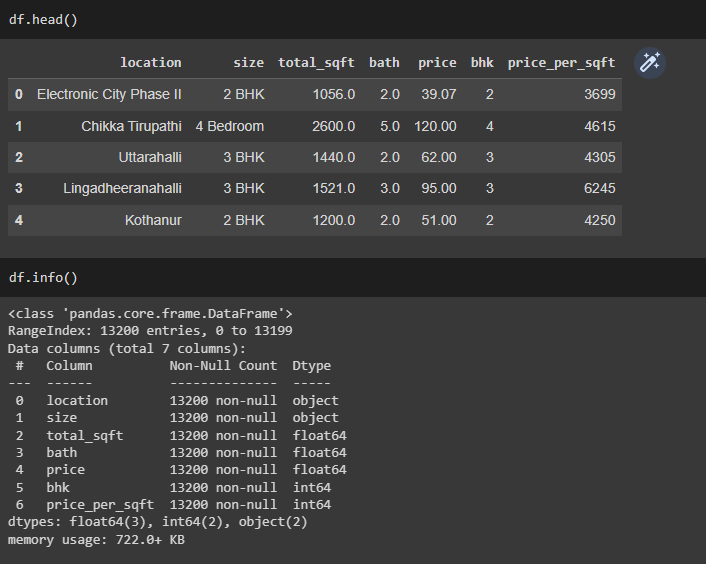 df.head()
location size total_sqft bath price bhk price_per_sqft
0 Electronic City Phase II 2 BHK 1056.0 2.0 39.07 2 3699
1 Chikka Tirupathi 4 Bedroom 2600.0 5.0 120.00 4 4615
2 Uttarahalli 3 BHK 1440.0 2.0 62.00 3 4305
3 Lingadheeranahalli 3 BHK 1521.0 3.0 95.00 3 6245
4 Kothanur 2 BHK 1200.0 2.0 51.00 2 4250
df.info()
<class 'pandas.core.frame.DataFrame'>
RangeIndex: 13200 entries, 0 to 13199
Data columns (total 7 columns):
# Column Non-Null Count Dtype
--- ------ -------------- -----
0 location 13200 non-null object
1 size 13200 non-null object
2 total_sqft 13200 non-null float64
3 bath 13200 non-null float64
4 price 13200 non-null float64
5 bhk 13200 non-null int64
6 price_per_sqft 13200 non-null int64
dtypes: float64(3), int64(2), object(2)
memory usage: 722.0+ KB